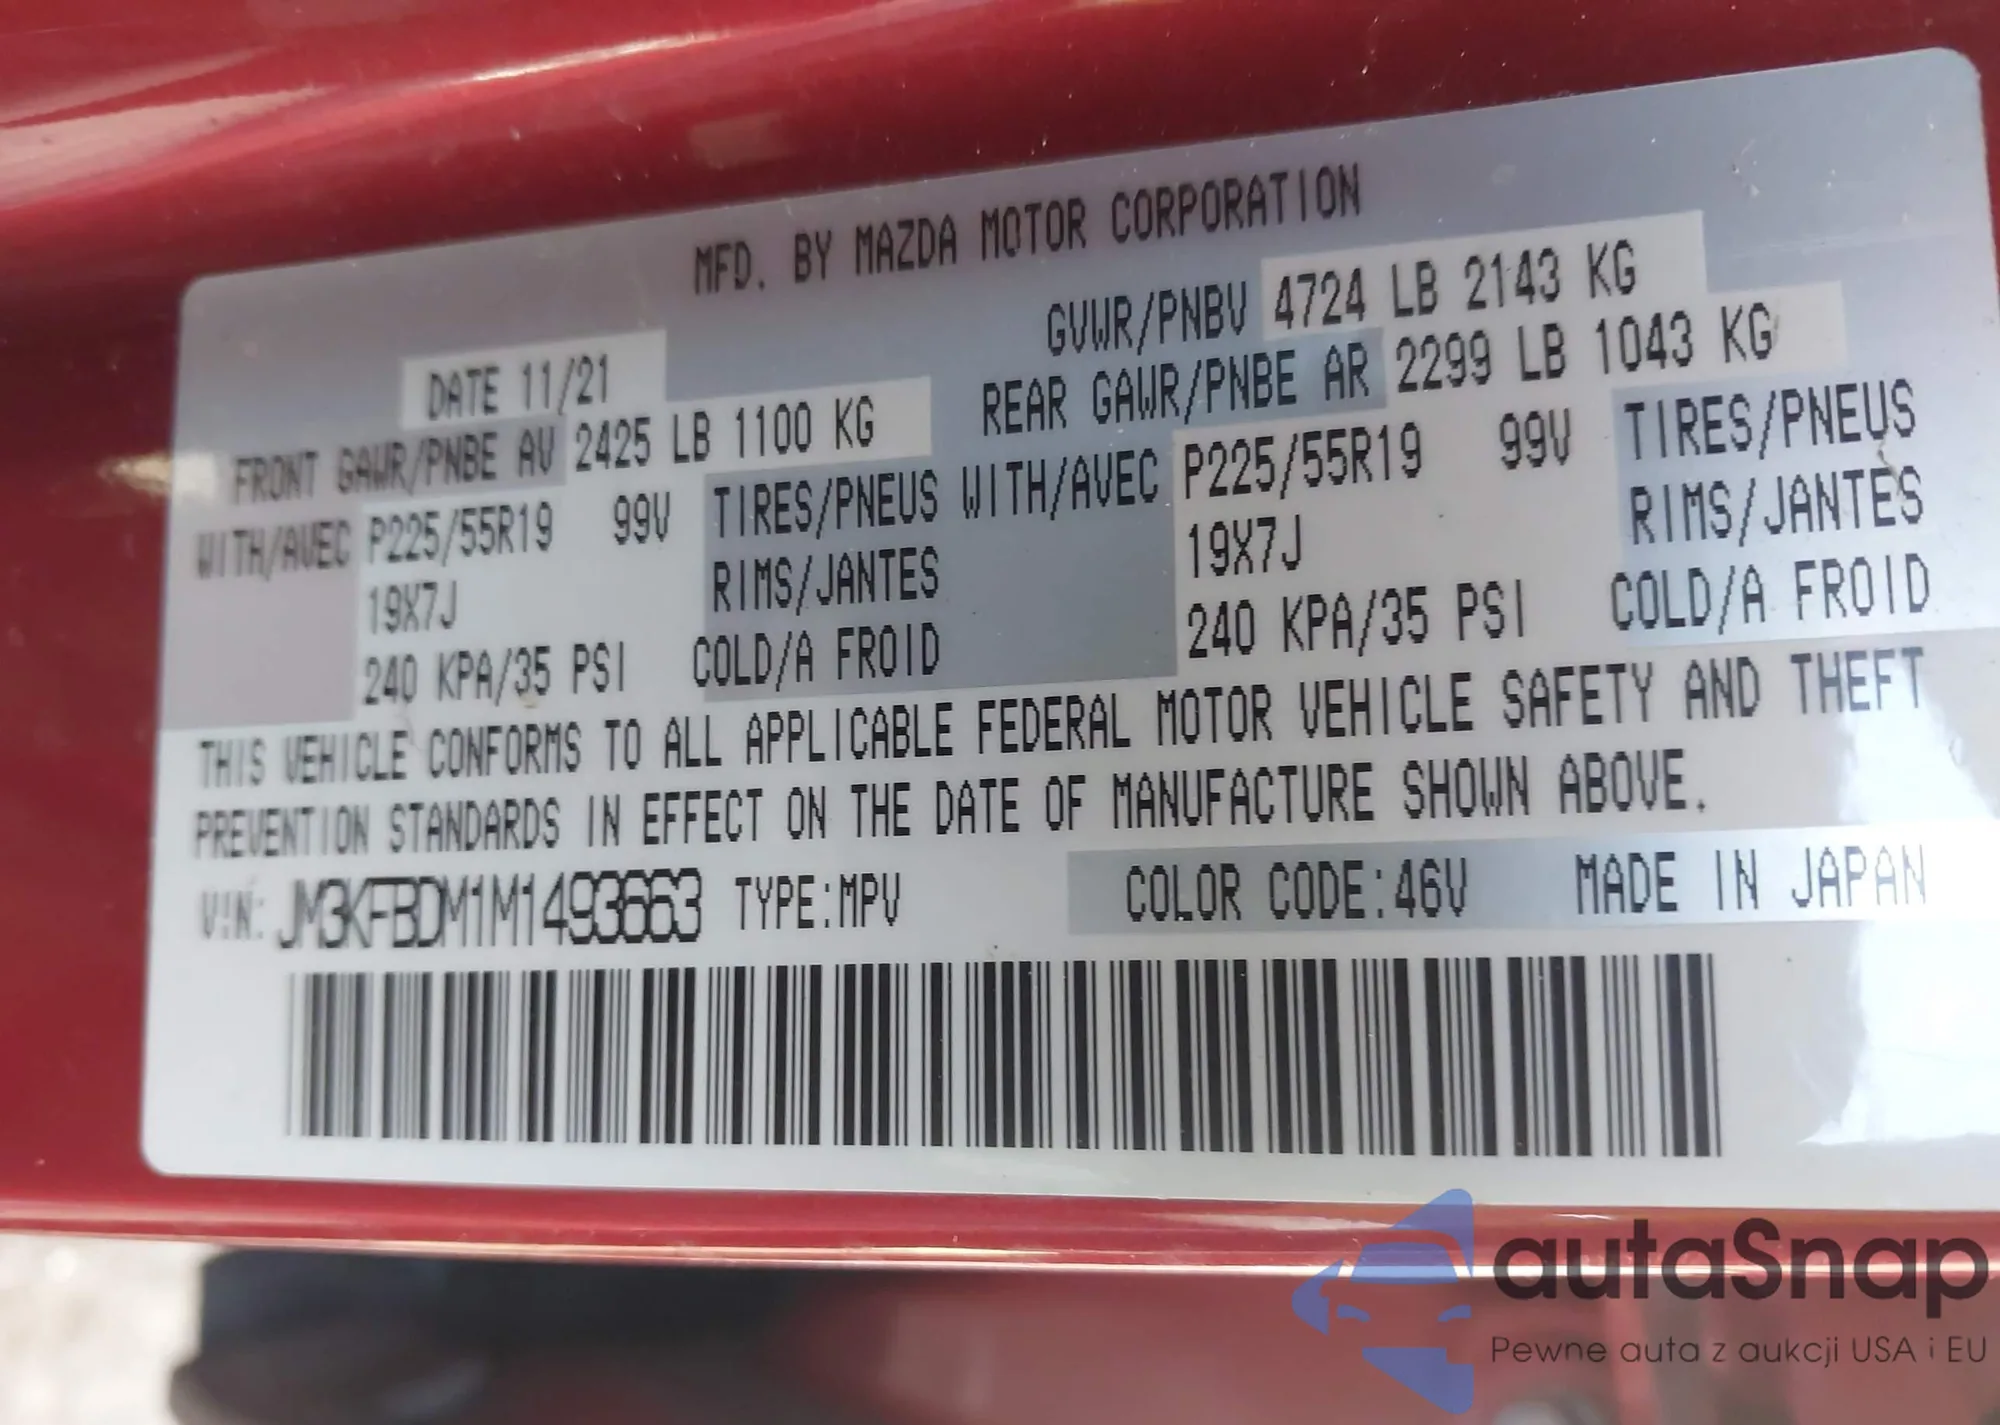 MFD. BY MAZDA MOTOR CORPORATION
DATE 11/21 GVWR/PNBV 4724 LB 2143 KG
FRONT GAWR/PNBE AV 2425 LB 1100 KG REAR GAWR/PNBE AR 2299 LB 1043 KG
WITH/AVEC P225/55R19 99V TIRES/PNEUS WITH/AVEC P225/55R19 99V TIRES/PNEUS
19X7J RIMS/JANTES 19X7J RIMS/JANTES
240 KPA/35 PSI COLD/A FROID 240 KPA/35 PSI COLD/A FROID
THIS VEHICLE CONFORMS TO ALL APPLICABLE FEDERAL MOTOR VEHICLE SAFETY AND THEFT
PREVENTION STANDARDS IN EFFECT ON THE DATE OF MANUFACTURE SHOWN ABOVE.
VIN: JM3KFBDM1M1493663 TYPE:MPV COLOR CODE:46V MADE IN JAPAN
autaSnap
Pewne auta z aukcji USA i EU